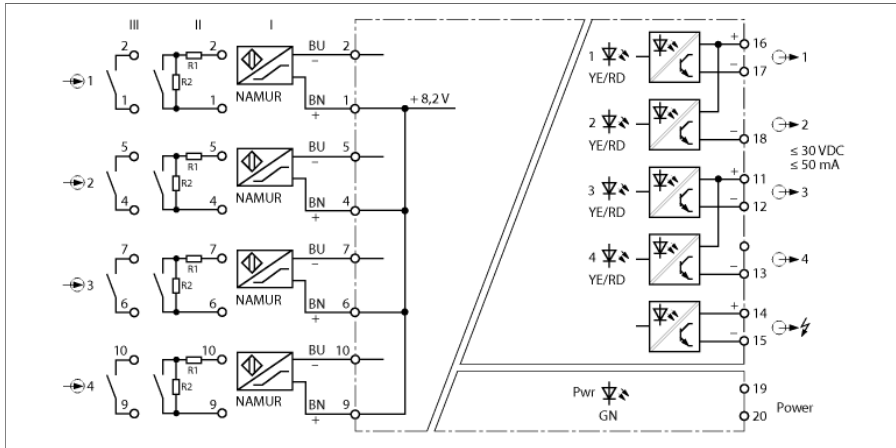 III II I
2 2 BU 2
R1 −
R2
1 1 BN 1
NAMUR + + 8,2 V
1
5 5 BU 5
R1 −
R2
4 4 BN 4
NAMUR +
2
7 7 BU 7
R1 −
R2
6 6 BN 6
NAMUR +
3
10 10 BU 10
R1 −
R2
9 9 BN 9
NAMUR +
4
1 + 16 1
YE/RD − 17
2 − 18 2
YE/RD
≤ 30 VDC
≤ 50 mA
3 + 11 3
YE/RD − 12
4 − 13 4
YE/RD
+ 14
− 15
Pwr 19
GN 20
Power